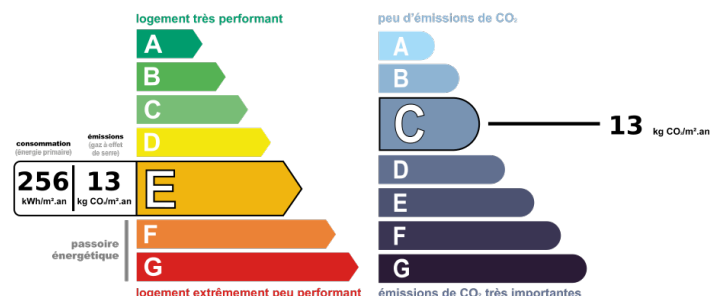 logement très performant
A
B
C
D
consommation
(énergie primaire)
émissions
(gaz à effet
de serre)
256
kWh/m².an
13
kg CO₂/m².an
E
F
G
passoire
énergétique
logement extrêmement peu performant
peu d'émissions de CO₂
A
B
C
13
kg CO₂/m².an
D
E
F
G
émissions de CO₂ très importantes